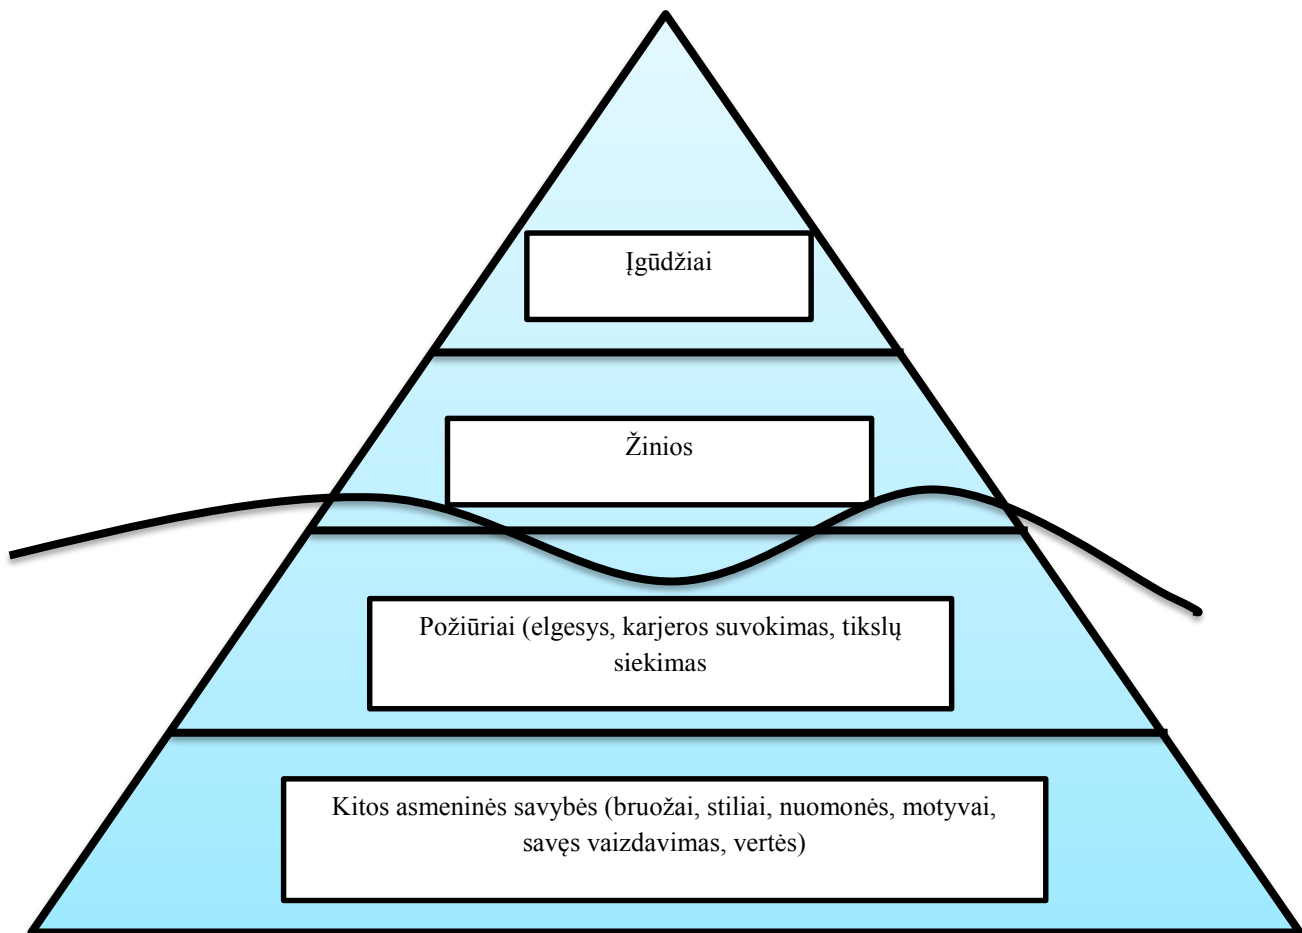 Įgūdžiai
Žinios
Požiūriai (elgesys, karjeros suvokimas, tikslų
siekimas
Kitos asmeninės savybės (bruožai, stiliai, nuomonės, motyvai,
savęs vaizdavimas, vertės)